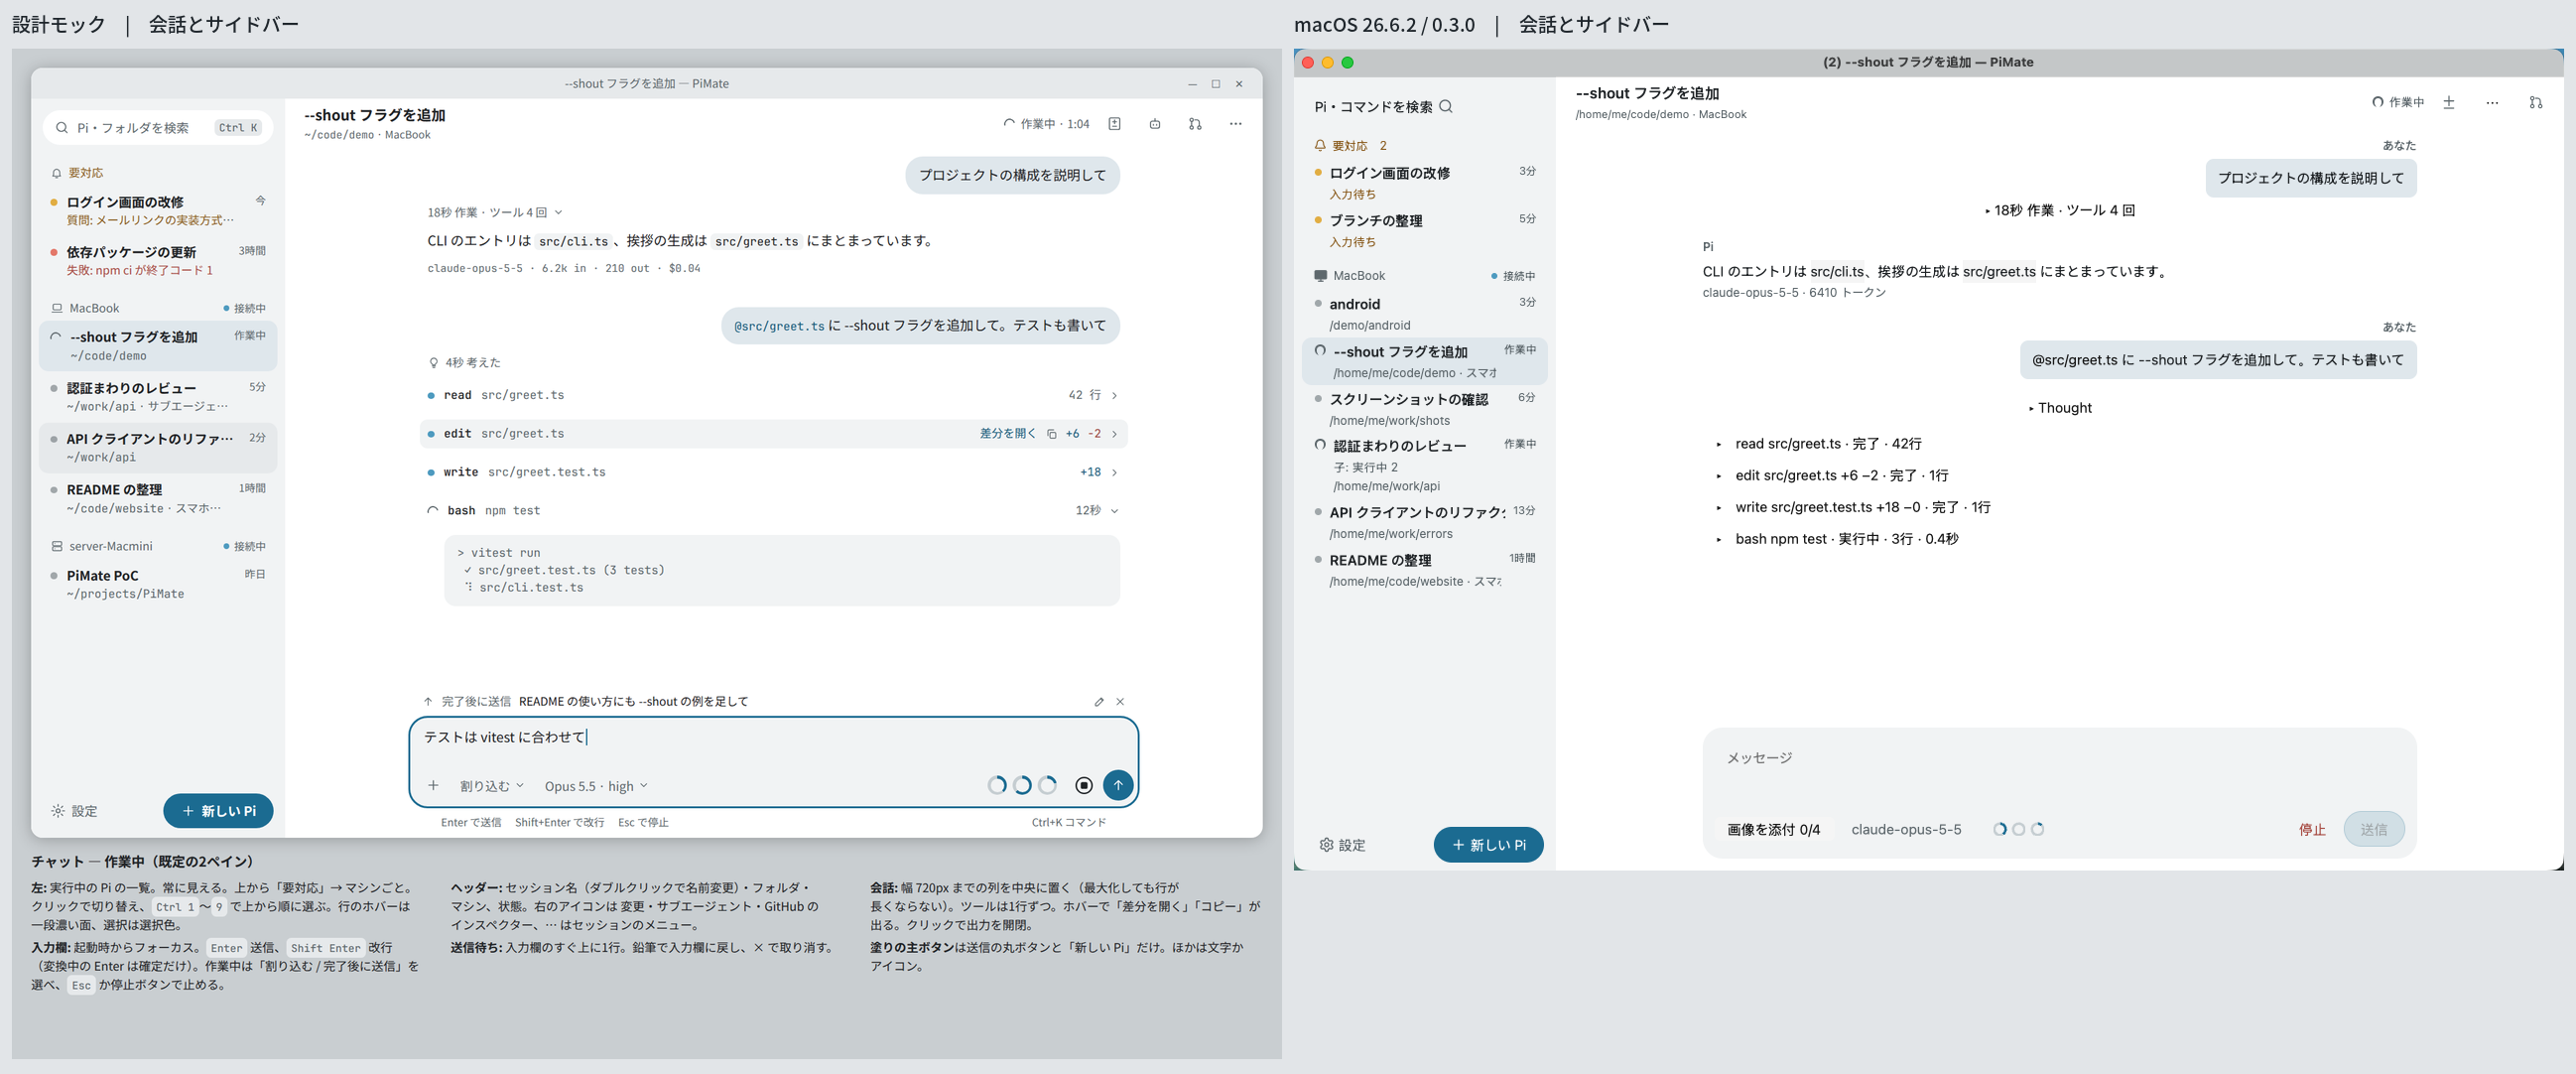 設計モック | 会話とサイドバー
--shout フラグを追加 — PiMate
Pi・フォルダを検索 Ctrl K
要対応
ログイン画面の改修 今
質問: メールリンクの実装方式…
依存パッケージの更新 3時間
失敗: npm ci が終了コード 1
MacBook 接続中
--shout フラグを追加 作業中
~/code/demo
認証まわりのレビュー 5分
~/work/api · サブエージェ…
API クライアントのリファ… 2分
~/work/api
README の整理 1時間
~/code/website · スマホ…
server-Macmini 接続中
PiMate PoC 昨日
~/projects/PiMate
設定 + 新しい Pi
--shout フラグを追加
~/code/demo · MacBook
作業中 · 1:04
プロジェクトの構成を説明して
18秒 作業 · ツール 4 回
CLI のエントリは src/cli.ts、挨拶の生成は src/greet.ts にまとまっています。
claude-opus-5-5 · 6.2k in · 210 out · $0.04
@src/greet.ts に --shout フラグを追加して。テストも書いて
4秒 考えた
read src/greet.ts 42 行
edit src/greet.ts 差分を開く +6 -2
write src/greet.test.ts +18
bash npm test 12秒
> vitest run
✓ src/greet.test.ts (3 tests)
src/cli.test.ts
↑ 完了後に送信 README の使い方にも --shout の例を足して
テストは vitest に合わせて
+ 割り込む Opus 5.5 · high
Enter で送信 Shift+Enter で改行 Esc で停止 Ctrl+K コマンド
チャット — 作業中（既定の2ペイン）
左: 実行中の Pi の一覧。常に見える。上から「要対応」→ マシンごと。
クリックで切り替え、Ctrl 1 〜 9 で上から順に選ぶ。行のホバーは
一段濃い面、選択は選択色。
入力欄: 起動時からフォーカス。Enter 送信、Shift Enter 改行
（変換中の Enter は確定だけ）。作業中は「割り込む / 完了後に送信」を
選べ、Esc か停止ボタンで止める。
ヘッダー: セッション名（ダブルクリックで名前変更）・フォルダ・
マシン、状態。右のアイコンは 変更・サブエージェント・GitHub の
インスペクター、… はセッションのメニュー。
送信待ち: 入力欄のすぐ上に1行。鉛筆で入力欄に戻し、× で取り消す。
会話: 幅 720px までの列を中央に置く（最大化しても行が
長くならない）。ツールは1行ずつ。ホバーで「差分を開く」「コピー」が
出る。クリックで出力を開閉。
塗りの主ボタンは送信の丸ボタンと「新しい Pi」だけ。ほかは文字か
アイコン。
macOS 26.6.2 / 0.3.0 | 会話とサイドバー
(2) --shout フラグを追加 — PiMate
Pi・コマンドを検索
要対応 2
ログイン画面の改修 3分
入力待ち
ブランチの整理 5分
入力待ち
MacBook 接続中
android 3分
/demo/android
--shout フラグを追加 作業中
/home/me/code/demo · スマホ
スクリーンショットの確認 6分
/home/me/work/shots
認証まわりのレビュー 作業中
子: 実行中 2
/home/me/work/api
API クライアントのリファク 13分
/home/me/work/errors
README の整理 1時間
/home/me/code/website · スマ
設定 + 新しい Pi
--shout フラグを追加
/home/me/code/demo · MacBook
作業中
あなた
プロジェクトの構成を説明して
▸ 18秒 作業 · ツール 4 回
Pi
CLI のエントリは src/cli.ts、挨拶の生成は src/greet.ts にまとまっています。
claude-opus-5-5 · 6410 トークン
あなた
@src/greet.ts に --shout フラグを追加して。テストも書いて
▸ Thought
▸ read src/greet.ts · 完了 · 42行
▸ edit src/greet.ts +6 −2 · 完了 · 1行
▸ write src/greet.test.ts +18 −0 · 完了 · 1行
▸ bash npm test · 実行中 · 3行 · 0.4秒
メッセージ
画像を添付 0/4 claude-opus-5-5 停止 送信